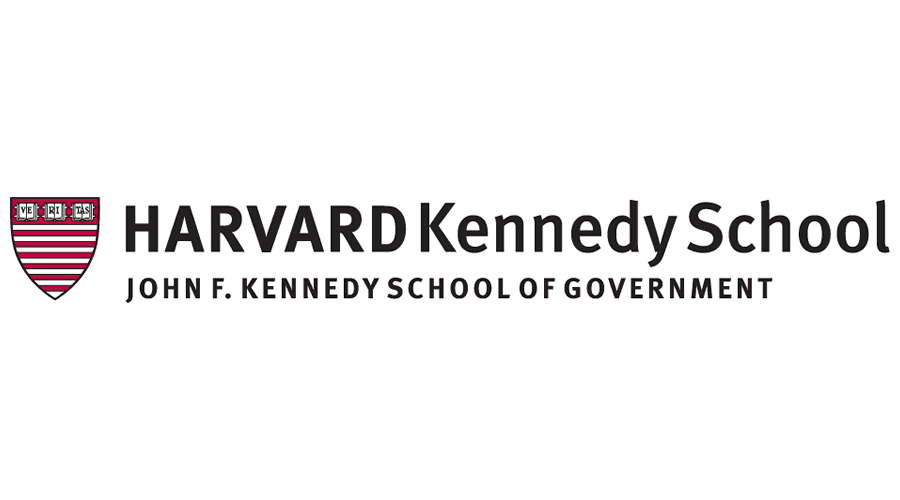 VE RI TAS
HARVARD Kennedy School
JOHN F. KENNEDY SCHOOL OF GOVERNMENT